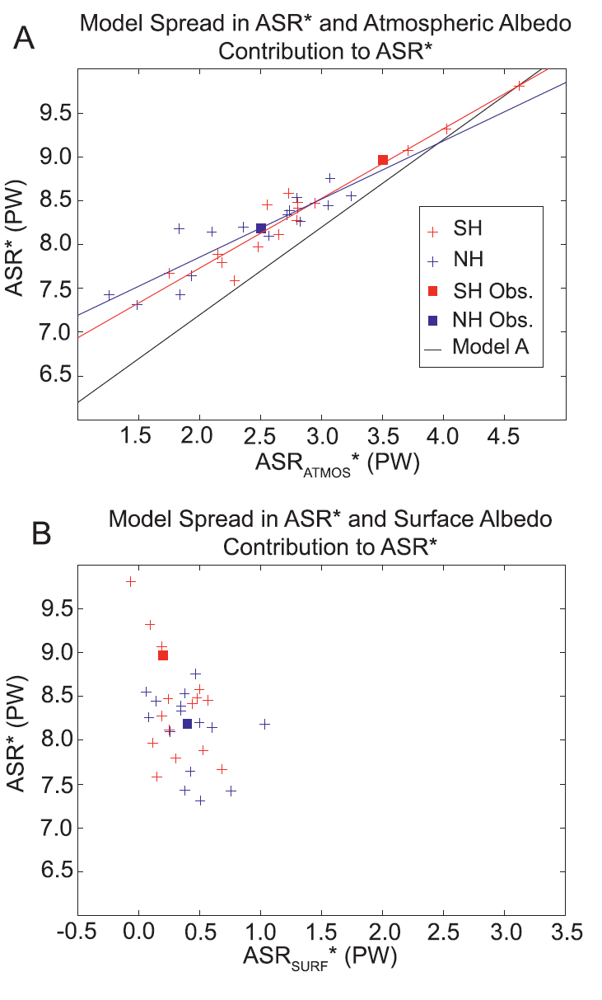 A
Model Spread in ASR* and Atmospheric Albedo
Contribution to ASR*
ASR* (PW)
9.5
9.0
8.5
8.0
7.5
7.0
6.5
SH
NH
SH Obs.
NH Obs.
Model A
1.5 2.0 2.5 3.0 3.5 4.0 4.5
ASR_ATMOS* (PW)
B
Model Spread in ASR* and Surface Albedo
Contribution to ASR*
ASR* (PW)
9.5
9.0
8.5
8.0
7.5
7.0
6.5
-0.5 0.0 0.5 1.0 1.5 2.0 2.5 3.0 3.5
ASR_SURF* (PW)